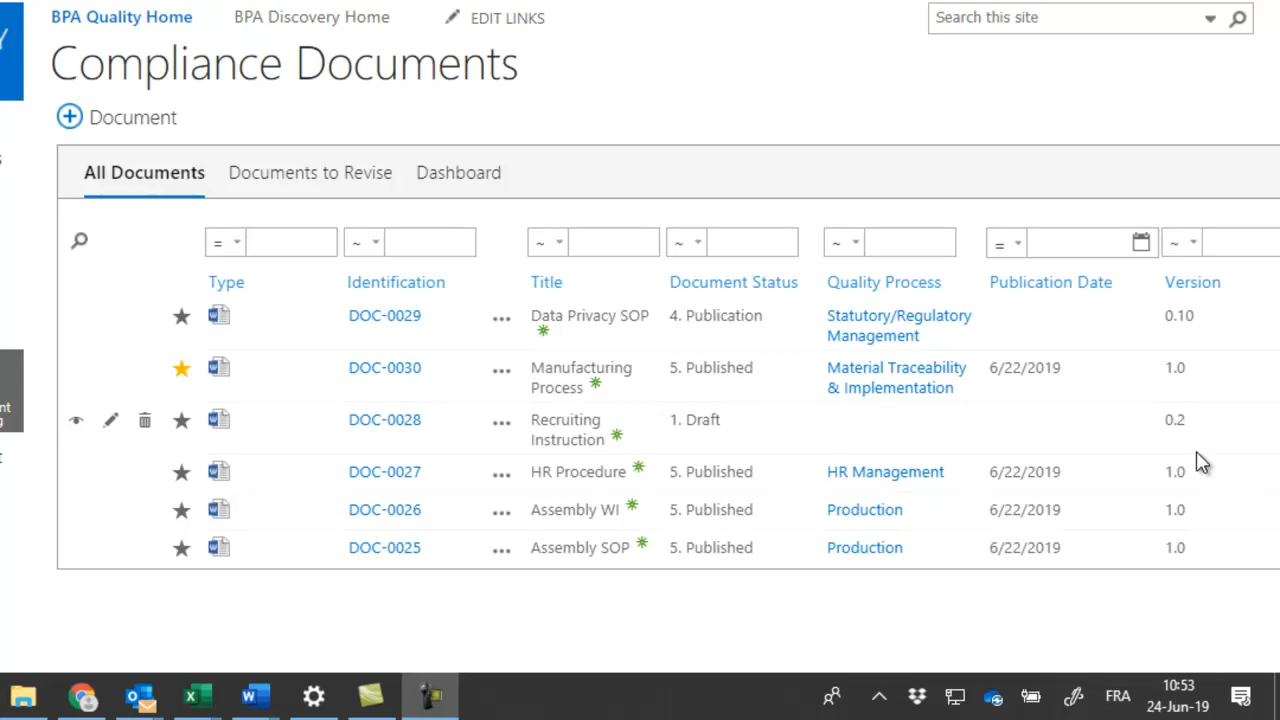 BPA Quality Home BPA Discovery Home EDIT LINKS Search this site
Compliance Documents
Document
All Documents Documents to Revise Dashboard
= ~ ~ ~ ~ = ~
Type Identification Title Document Status Quality Process Publication Date Version
DOC-0029 ... Data Privacy SOP 4. Publication Statutory/Regulatory 0.10
Management
DOC-0030 ... Manufacturing 5. Published Material Traceability 6/22/2019 1.0
Process & Implementation
DOC-0028 ... Recruiting 1. Draft 0.2
Instruction
DOC-0027 ... HR Procedure 5. Published HR Management 6/22/2019 1.0
DOC-0026 ... Assembly WI 5. Published Production 6/22/2019 1.0
DOC-0025 ... Assembly SOP 5. Published Production 6/22/2019 1.0
FRA 10:53
24-Jun-19